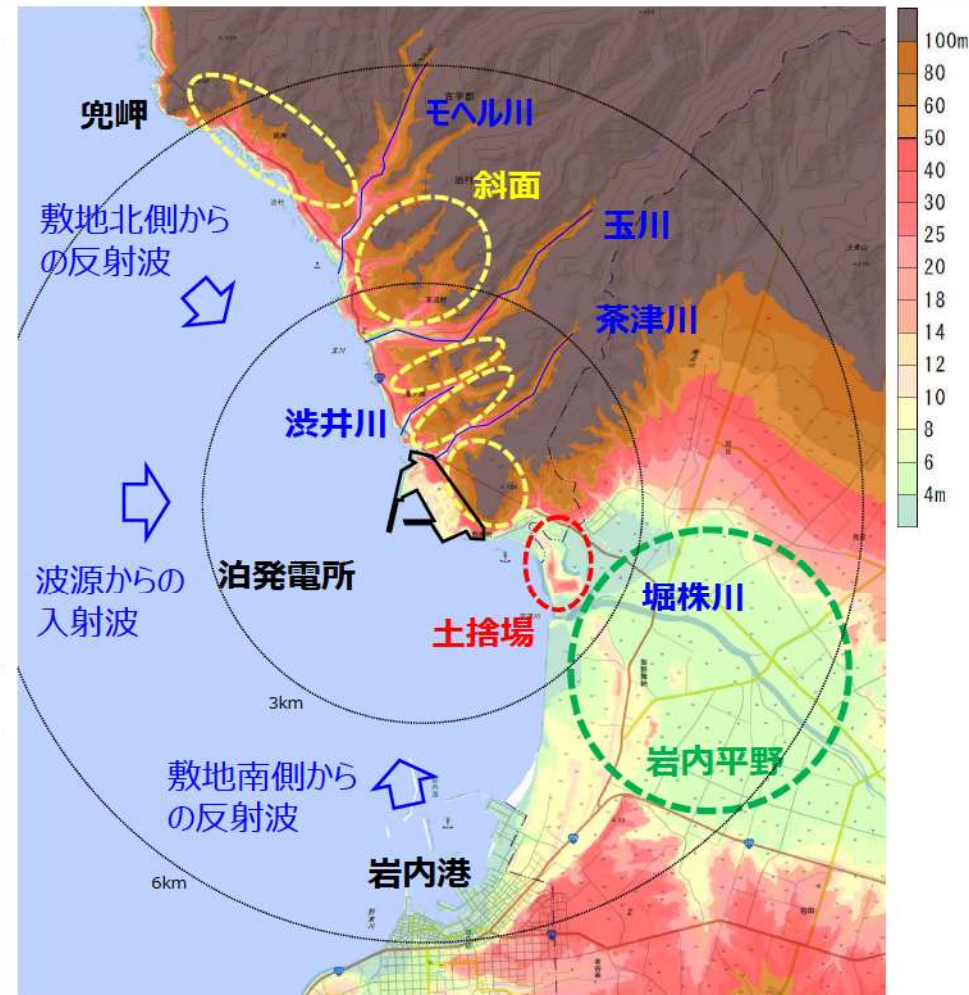 兜岬
モヘル川
斜面
敷地北側から
の反射波
玉川
茶津川
渋井川
波源からの
入射波
泊発電所
堀株川
土捨場
3km
岩内平野
敷地南側から
の反射波
岩内港
6km
100m
80
60
50
40
30
25
20
18
14
12
10
8
6
4m